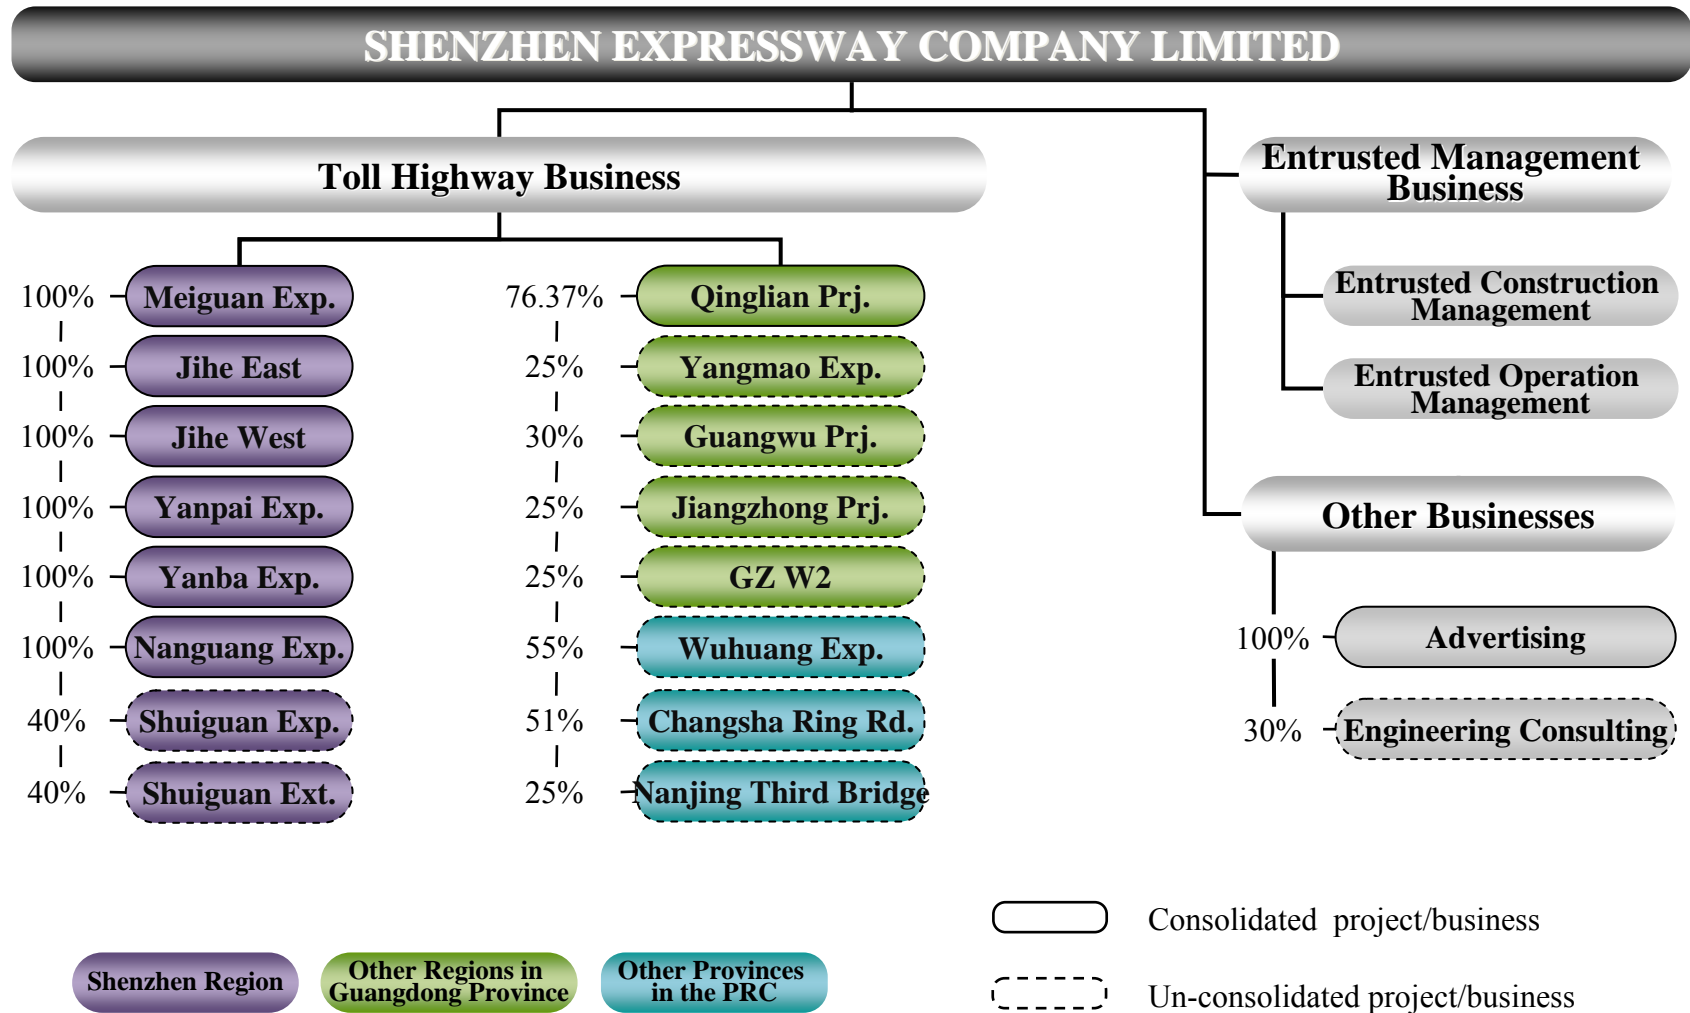 SHENZHEN EXPRESSWAY COMPANY LIMITED
Toll Highway Business
100%
Meiguan Exp.
100%
Jihe East
100%
Jihe West
100%
Yanpai Exp.
100%
Yanba Exp.
100%
Nanguang Exp.
40%
Shuiguan Exp.
40%
Shuiguan Ext.
76.37%
Qinglian Prj.
25%
Yangmao Exp.
30%
Guangwu Prj.
25%
Jiangzhong Prj.
25%
GZ W2
55%
Wuhuang Exp.
51%
Changsha Ring Rd.
25%
Nanjing Third Bridge
Entrusted Management
Business
Entrusted Construction
Management
Entrusted Operation
Management
Other Businesses
100%
Advertising
30%
Engineering Consulting
Shenzhen Region
Other Regions in
Guangdong Province
Other Provinces
in the PRC
Consolidated project/business
Un-consolidated project/business